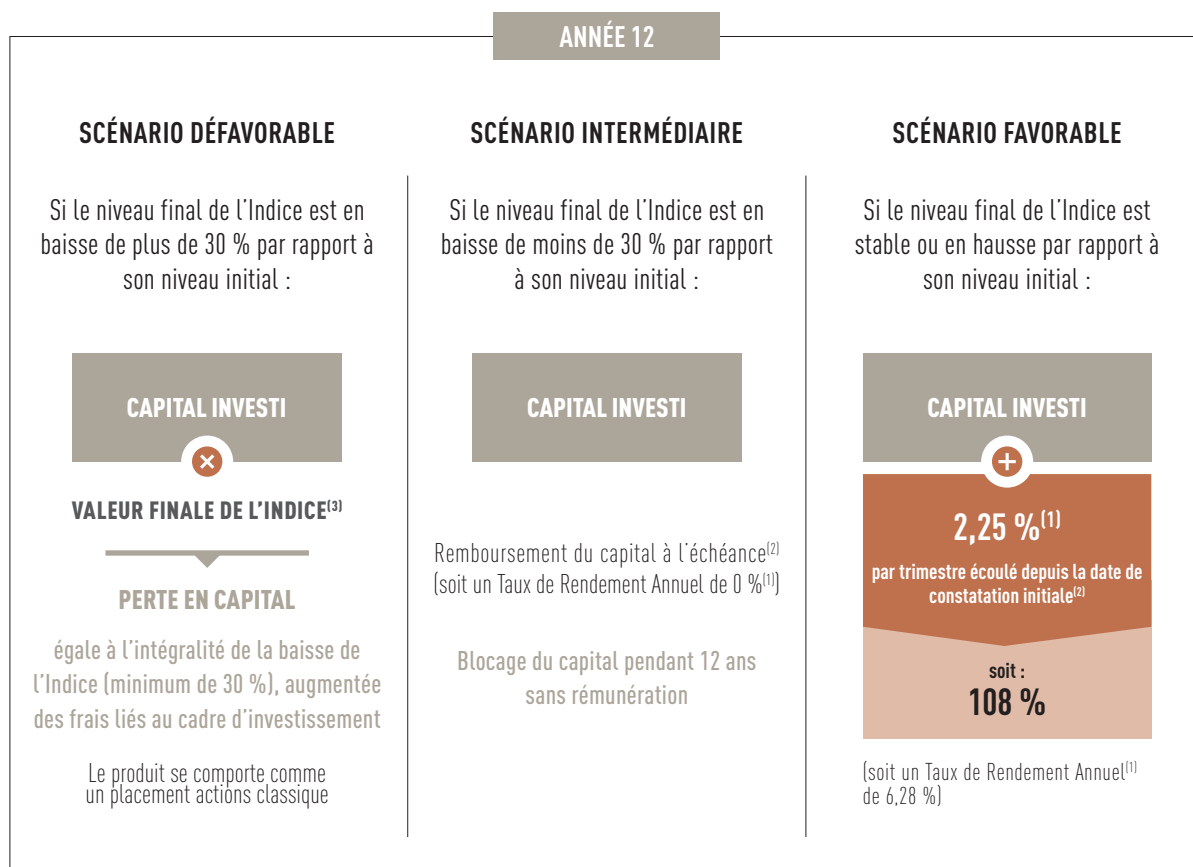 ANNÉE 12
SCÉNARIO DÉFAVORABLE
Si le niveau final de l'Indice est en
baisse de plus de 30 % par rapport à
son niveau initial :
CAPITAL INVESTI
×
VALEUR FINALE DE L'INDICE(3)
PERTE EN CAPITAL
égale à l'intégralité de la baisse de
l'Indice (minimum de 30 %), augmentée
des frais liés au cadre d'investissement
Le produit se comporte comme
un placement actions classique
SCÉNARIO INTERMÉDIAIRE
Si le niveau final de l'Indice est en
baisse de moins de 30 % par rapport
à son niveau initial :
CAPITAL INVESTI
Remboursement du capital à l'échéance(2)
(soit un Taux de Rendement Annuel de 0 %(1))
Blocage du capital pendant 12 ans
sans rémunération
SCÉNARIO FAVORABLE
Si le niveau final de l'Indice est
stable ou en hausse par rapport à
son niveau initial :
CAPITAL INVESTI
+
2,25 %(1)
par trimestre écoulé depuis la date de
constatation initiale(2)
soit :
108 %
(soit un Taux de Rendement Annuel(1)
de 6,28 %)